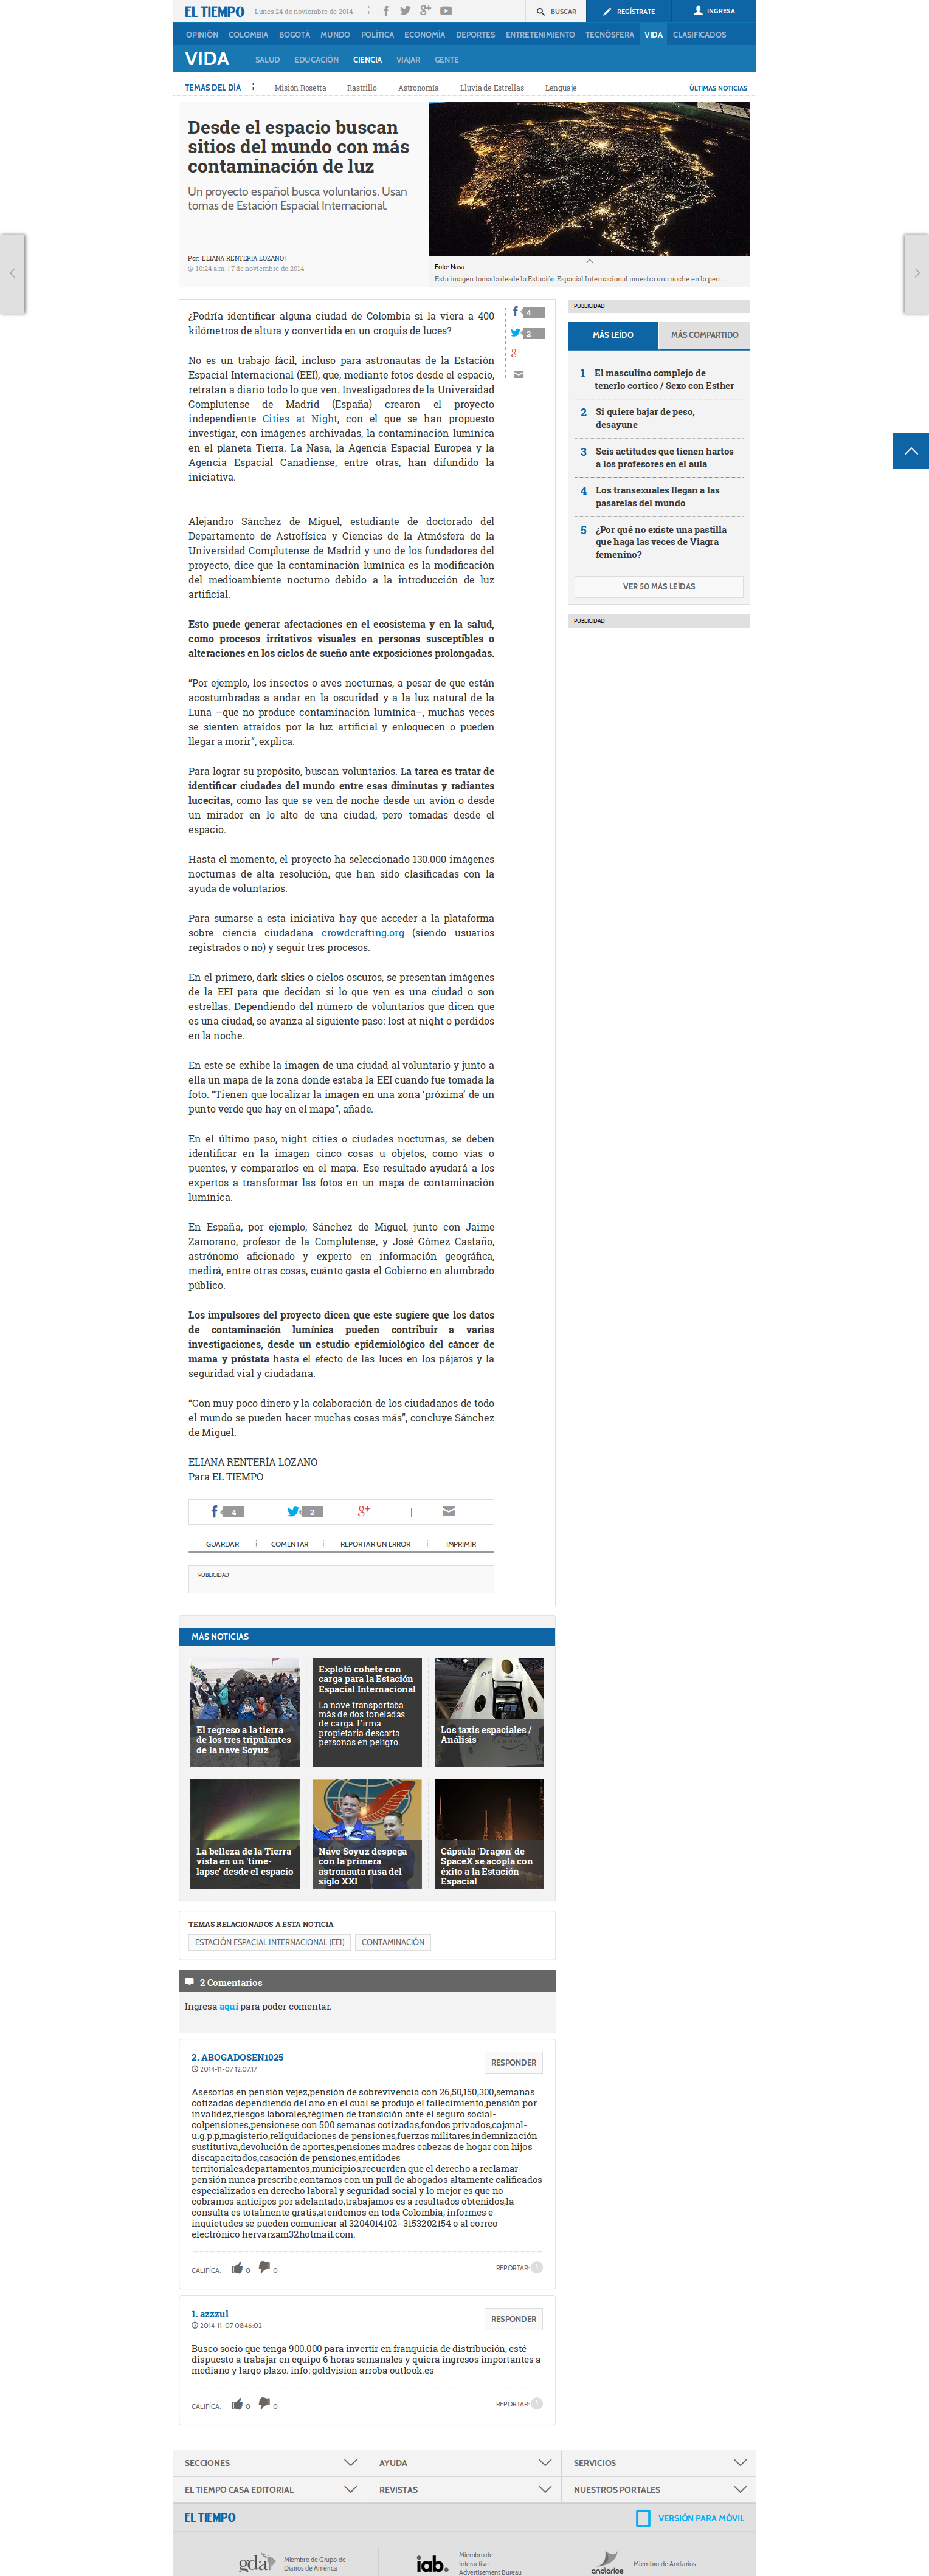 EL TIEMPO
Lunes 24 de noviembre de 2014
BUSCAR
REGÍSTRATE
INGRESA
OPINIÓN COLOMBIA BOGOTÁ MUNDO POLÍTICA ECONOMÍA DEPORTES ENTRETENIMIENTO TECNÓSFERA VIDA CLASIFICADOS
VIDA
SALUD EDUCACIÓN CIENCIA VIAJAR GENTE
TEMAS DEL DÍA
Misión Rosetta Rastrillo Astronomía Lluvia de Estrellas Lenguaje
ÚLTIMAS NOTICIAS
Desde el espacio buscan
sitios del mundo con más
contaminación de luz
Un proyecto español busca voluntarios. Usan
tomas de Estación Espacial Internacional.
Por: ELIANA RENTERÍA LOZANO |
10:24 a.m. | 7 de noviembre de 2014
Foto: Nasa
Esta imagen tomada desde la Estación Espacial Internacional muestra una noche en la pen...
¿Podría identificar alguna ciudad de Colombia si la viera a 400
kilómetros de altura y convertida en un croquis de luces?
No es un trabajo fácil, incluso para astronautas de la Estación
Espacial Internacional (EEI), que, mediante fotos desde el espacio,
retratan a diario todo lo que ven. Investigadores de la Universidad
Complutense de Madrid (España) crearon el proyecto
independiente Cities at Night, con el que se han propuesto
investigar, con imágenes archivadas, la contaminación lumínica
en el planeta Tierra. La Nasa, la Agencia Espacial Europea y la
Agencia Espacial Canadiense, entre otras, han difundido la
iniciativa.
Alejandro Sánchez de Miguel, estudiante de doctorado del
Departamento de Astrofísica y Ciencias de la Atmósfera de la
Universidad Complutense de Madrid y uno de los fundadores del
proyecto, dice que la contaminación lumínica es la modificación
del medioambiente nocturno debido a la introducción de luz
artificial.
Esto puede generar afectaciones en el ecosistema y en la salud,
como procesos irritativos visuales en personas susceptibles o
alteraciones en los ciclos de sueño ante exposiciones prolongadas.
“Por ejemplo, los insectos o aves nocturnas, a pesar de que están
acostumbradas a andar en la oscuridad y a la luz natural de la
Luna –que no produce contaminación lumínica–, muchas veces
se sienten atraídos por la luz artificial y enloquecen o pueden
llegar a morir”, explica.
Para lograr su propósito, buscan voluntarios. La tarea es tratar de
identificar ciudades del mundo entre esas diminutas y radiantes
lucecitas, como las que se ven de noche desde un avión o desde
un mirador en lo alto de una ciudad, pero tomadas desde el
espacio.
Hasta el momento, el proyecto ha seleccionado 130.000 imágenes
nocturnas de alta resolución, que han sido clasificadas con la
ayuda de voluntarios.
Para sumarse a esta iniciativa hay que acceder a la plataforma
sobre ciencia ciudadana crowdcrafting.org (siendo usuarios
registrados o no) y seguir tres procesos.
En el primero, dark skies o cielos oscuros, se presentan imágenes
de la EEI para que decidan si lo que ven es una ciudad o son
estrellas. Dependiendo del número de voluntarios que dicen que
es una ciudad, se avanza al siguiente paso: lost at night o perdidos
en la noche.
En este se exhibe la imagen de una ciudad al voluntario y junto a
ella un mapa de la zona donde estaba la EEI cuando fue tomada la
foto. “Tienen que localizar la imagen en una zona ‘próxima’ de un
punto verde que hay en el mapa”, añade.
En el último paso, night cities o ciudades nocturnas, se deben
identificar en la imagen cinco cosas u objetos, como vías o
puentes, y compararlos en el mapa. Ese resultado ayudará a los
expertos a transformar las fotos en un mapa de contaminación
lumínica.
En España, por ejemplo, Sánchez de Miguel, junto con Jaime
Zamorano, profesor de la Complutense, y José Gómez Castaño,
astrónomo aficionado y experto en información geográfica,
medirá, entre otras cosas, cuánto gasta el Gobierno en alumbrado
público.
Los impulsores del proyecto dicen que este sugiere que los datos
de contaminación lumínica pueden contribuir a varias
investigaciones, desde un estudio epidemiológico del cáncer de
mama y próstata hasta el efecto de las luces en los pájaros y la
seguridad vial y ciudadana.
“Con muy poco dinero y la colaboración de los ciudadanos de todo
el mundo se pueden hacer muchas cosas más”, concluye Sánchez
de Miguel.
ELIANA RENTERÍA LOZANO
Para EL TIEMPO
4
2
4
2
GUARDAR COMENTAR REPORTAR UN ERROR IMPRIMIR
PUBLICIDAD
PUBLICIDAD
MÁS LEÍDO MÁS COMPARTIDO
1 El masculino complejo de
tenerlo cortico / Sexo con Esther
2 Si quiere bajar de peso,
desayune
3 Seis actitudes que tienen hartos
a los profesores en el aula
4 Los transexuales llegan a las
pasarelas del mundo
5 ¿Por qué no existe una pastilla
que haga las veces de Viagra
femenino?
VER 50 MÁS LEÍDAS
PUBLICIDAD
MÁS NOTICIAS
El regreso a la tierra
de los tres tripulantes
de la nave Soyuz
Explotó cohete con
carga para la Estación
Espacial Internacional
La nave transportaba
más de dos toneladas
de carga. Firma
propietaria descarta
personas en peligro.
Los taxis espaciales /
Análisis
La belleza de la Tierra
vista en un 'time-
lapse' desde el espacio
Nave Soyuz despega
con la primera
astronauta rusa del
siglo XXI
Cápsula 'Dragon' de
SpaceX se acopla con
éxito a la Estación
Espacial
TEMAS RELACIONADOS A ESTA NOTICIA
ESTACIÓN ESPACIAL INTERNACIONAL (EEI) CONTAMINACIÓN
2 Comentarios
Ingresa aquí para poder comentar.
2. ABOGADOSEN1025
RESPONDER
2014-11-07 12:07:17
Asesorías en pensión vejez,pensión de sobrevivencia con 26,50,150,300,semanas
cotizadas dependiendo del año en el cual se produjo el fallecimiento,pensión por
invalidez,riesgos laborales,régimen de transición ante el seguro social-
colpensiones,pensionese con 500 semanas cotizadas,fondos privados,cajanal-
u.g.p.p,magisterio,reliquidaciones de pensiones,fuerzas militares,indemnización
sustitutiva,devolución de aportes,pensiones madres cabezas de hogar con hijos
discapacitados,casación de pensiones,entidades
territoriales,departamentos,municipios,recuerden que el derecho a reclamar
pensión nunca prescribe,contamos con un pull de abogados altamente calificados
especializados en derecho laboral y seguridad social y lo mejor es que no
cobramos anticipos por adelantado,trabajamos es a resultados obtenidos,la
consulta es totalmente gratis,atendemos en toda Colombia, informes e
inquietudes se pueden comunicar al 3204014102- 3153202154 o al correo
electrónico hervarzam32hotmail.com.
CALIFÍCA: 0 0
REPORTAR: 1
1. azzzul
RESPONDER
2014-11-07 08:46:02
Busco socio que tenga 900.000 para invertir en franquicia de distribución, esté
dispuesto a trabajar en equipo 6 horas semanales y quiera ingresos importantes a
mediano y largo plazo. info: goldvision arroba outlook.es
CALIFÍCA: 0 0
REPORTAR: 1
SECCIONES AYUDA SERVICIOS
EL TIEMPO CASA EDITORIAL REVISTAS NUESTROS PORTALES
EL TIEMPO
VERSIÓN PARA MÓVIL
gda
Miembro de Grupo de
Diarios de América
iab.
Miembro de
Interactive
Advertisement Bureau
andiarios
Miembro de Andiarios